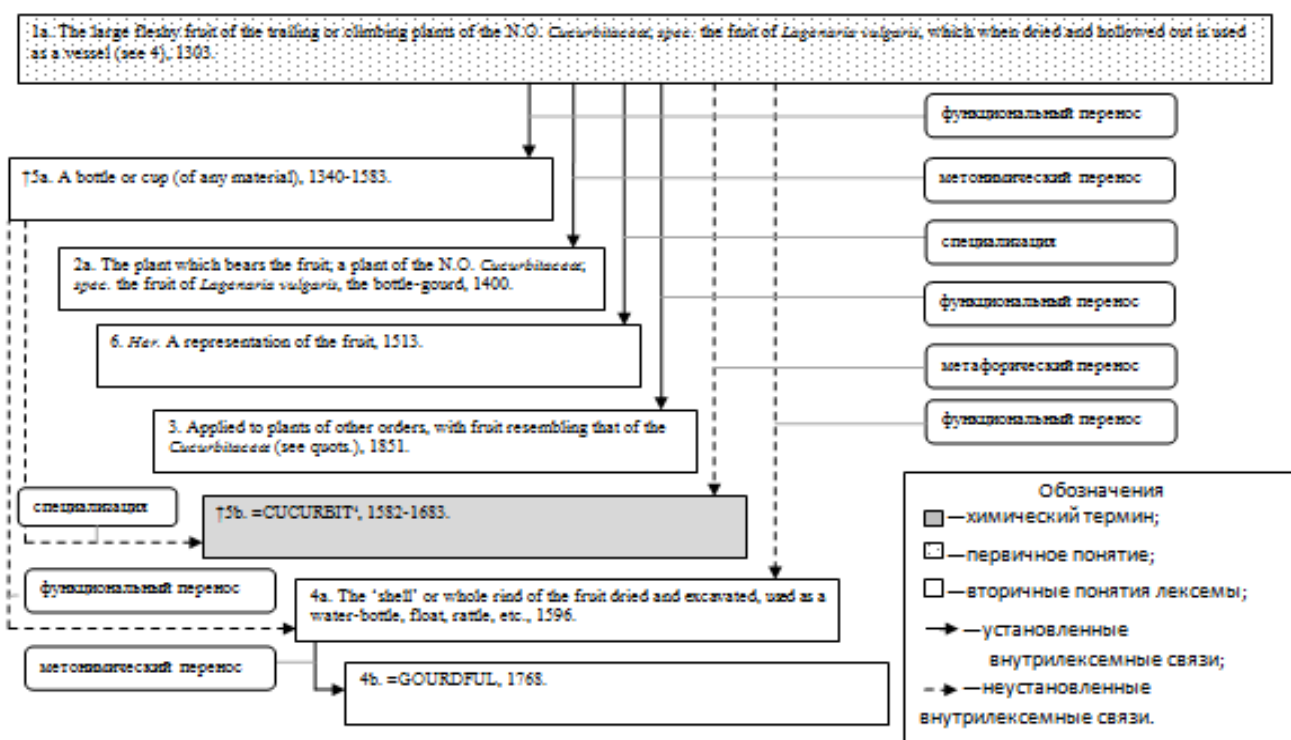 1a. The large fleshy fruit of the trailing or climbing plants of the N.O. Cucurbitaceæ; spec. the fruit of Lagenaria vulgaris, which when dried and hollowed out is used
as a vessel (see 4), 1303.
функциональный перенос
†5a. A bottle or cup (of any material), 1340-1583.
метонимический перенос
специализация
2a. The plant which bears the fruit; a plant of the N.O. Cucurbitaceæ;
spec. the fruit of Lagenaria vulgaris, the bottle-gourd, 1400.
функциональный перенос
6. Her. A representation of the fruit, 1513.
метафорический перенос
3. Applied to plants of other orders, with fruit resembling that of the
Cucurbitaceæ (see quots.), 1851.
функциональный перенос
специализация
†5b. =CUCURBIT¹, 1582-1683.
функциональный перенос
4a. The ‘shell’ or whole rind of the fruit dried and excavated, used as a
water-bottle, float, rattle, etc., 1596.
метонимический перенос
4b. =GOURDFUL, 1768.
Обозначения
—химический термин;
—первичное понятие;
—вторичные понятия лексемы;
—установленные
внутрилексемные связи;
—неустановленные
внутрилексемные связи.